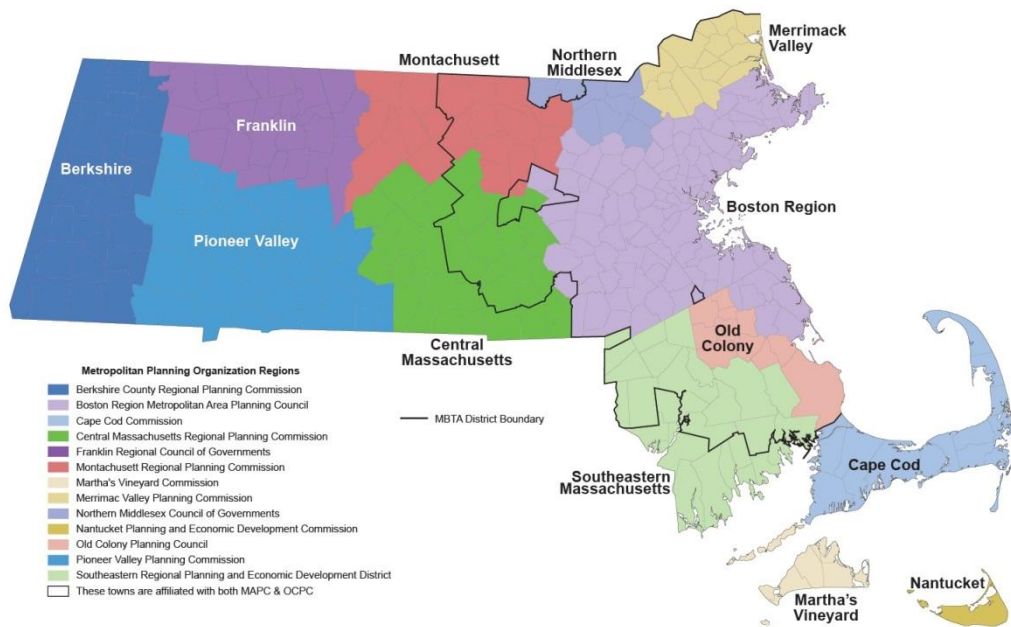 Merrimack
Valley
Northern
Middlesex
Montachusett
Franklin
Berkshire
Boston Region
Pioneer Valley
Old
Colony
Central
Massachusetts
Metropolitan Planning Organization Regions
Berkshire County Regional Planning Commission
Boston Region Metropolitan Area Planning Council
Cape Cod Commission
Central Massachusetts Regional Planning Commission
Franklin Regional Council of Governments
Montachusett Regional Planning Commission
Martha's Vineyard Commission
Merrimac Valley Planning Commission
Northern Middlesex Council of Governments
Nantucket Planning and Economic Development Commission
Old Colony Planning Council
Pioneer Valley Planning Commission
Southeastern Regional Planning and Economic Development District
These towns are affiliated with both MAPC & OCPC
MBTA District Boundary
Cape Cod
Southeastern
Massachusetts
Martha's
Vineyard
Nantucket